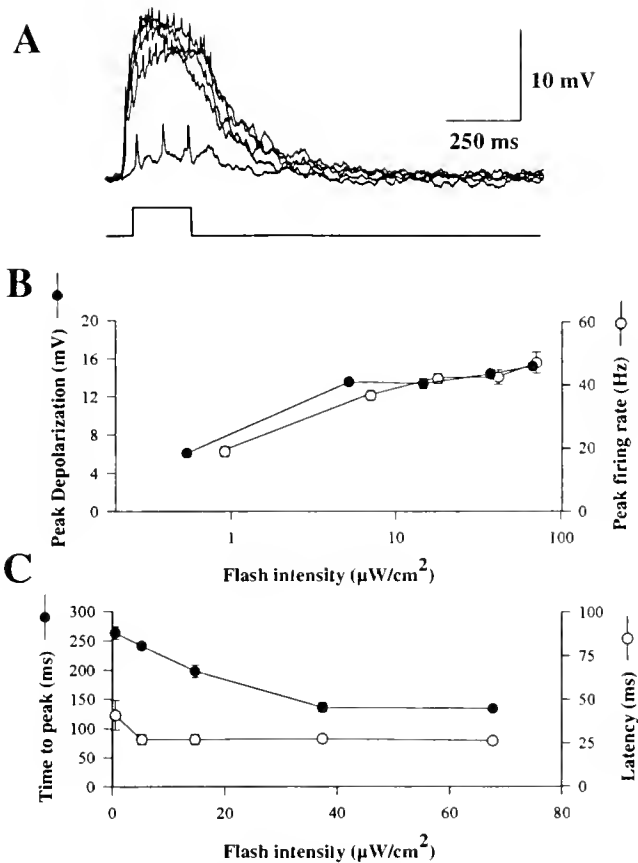 A
10 mV
250 ms
B
Peak Depolarization (mV)
20
16
12
8
4
0
60
40
20
0
Peak firing rate (Hz)
1
10
100
Flash intensity (µW/cm2)
C
Time to peak (ms)
300
250
200
150
100
50
0
100
75
50
25
0
Latency (ms)
0
20
40
60
80
Flash intensity (µW/cm2)